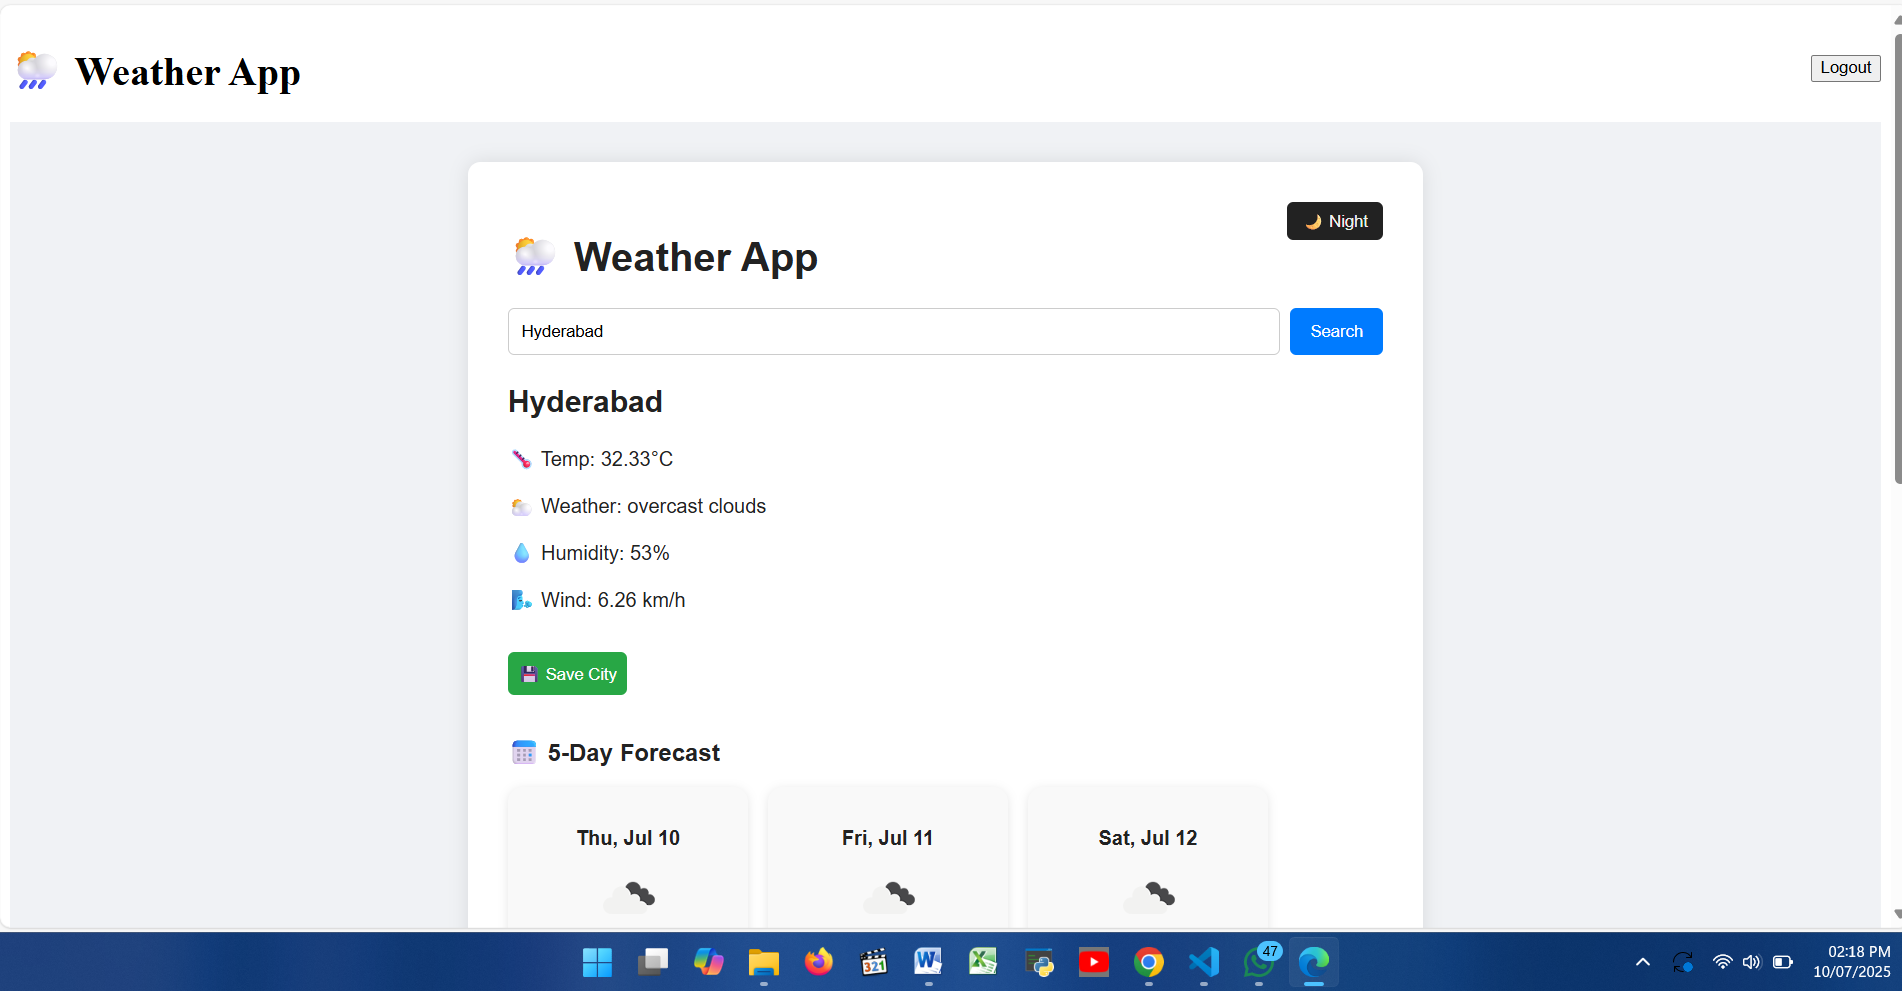 Weather App
Logout
Night
Weather App
Hyderabad
Search
Hyderabad
Temp: 32.33°C
Weather: overcast clouds
Humidity: 53%
Wind: 6.26 km/h
Save City
5-Day Forecast
Thu, Jul 10
Fri, Jul 11
Sat, Jul 12
321
47
02:18 PM
10/07/2025